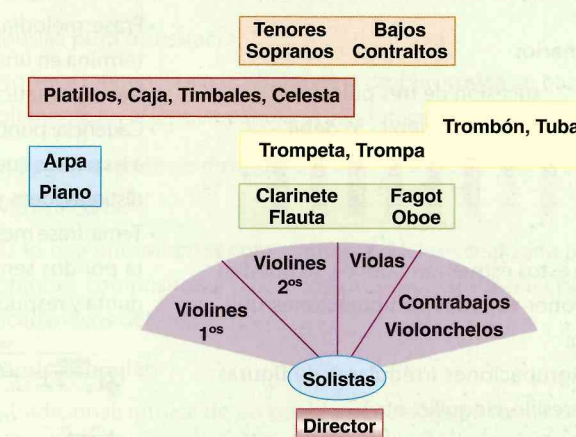 Tenores Bajos
Sopranos Contraltos
Platillos, Caja, Timbales, Celesta
Trombón, Tuba
Trompeta, Trompa
Arpa
Piano
Clarinete Fagot
Flauta Oboe
Violines
2os
Violas
Violines
1os
Contrabajos
Violonchelos
Solistas
Director